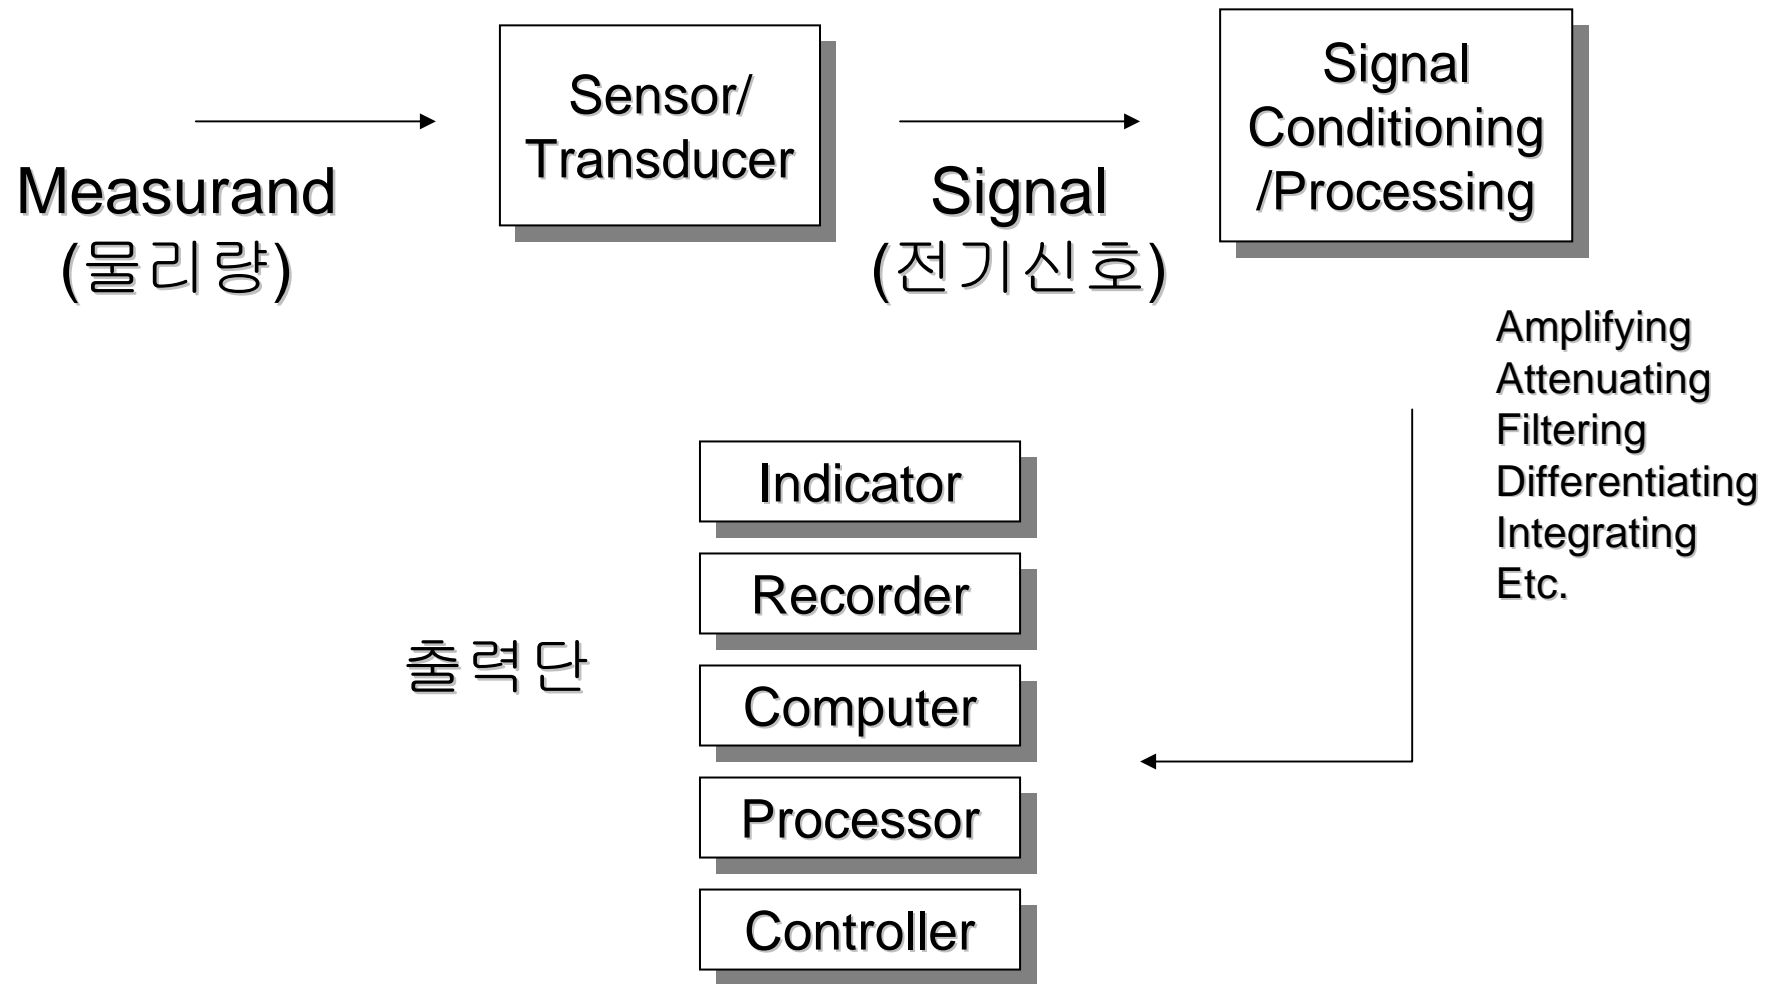 Measurand
(물리량)
Sensor/
Transducer
Signal
(전기신호)
Signal
Conditioning
/Processing
Amplifying
Attenuating
Filtering
Differentiating
Integrating
Etc.
출력단
Indicator
Recorder
Computer
Processor
Controller